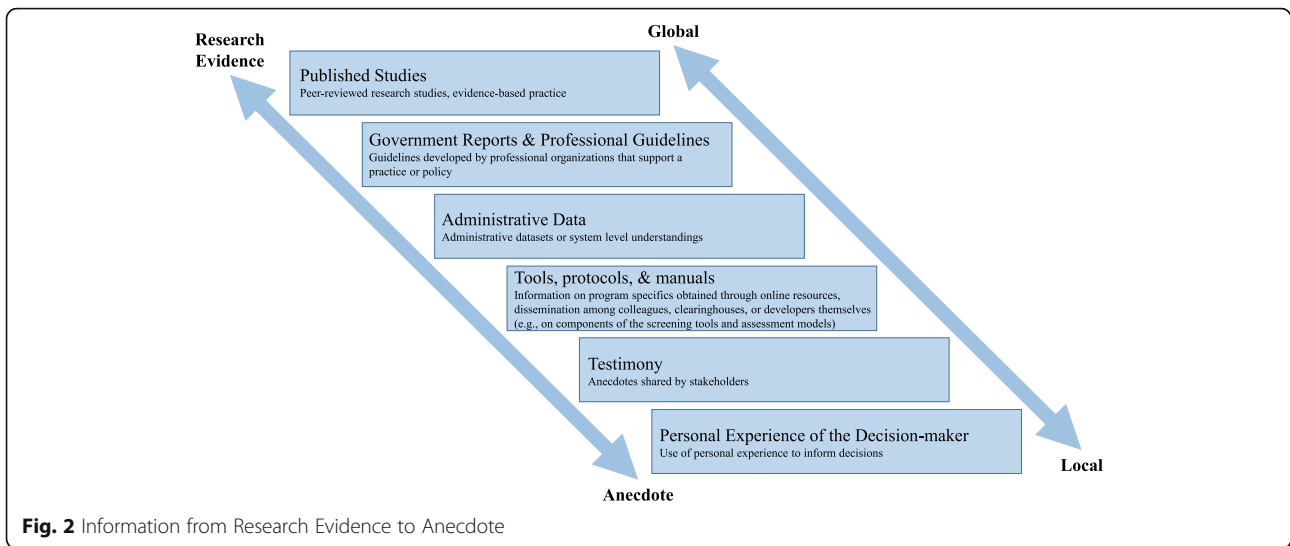 Research
Evidence
Global
Published Studies
Peer-reviewed research studies, evidence-based practice
Government Reports & Professional Guidelines
Guidelines developed by professional organizations that support a
practice or policy
Administrative Data
Administrative datasets or system level understandings
Tools, protocols, & manuals
Information on program specifics obtained through online resources,
dissemination among colleagues, clearinghouses, or developers themselves
(e.g., on components of the screening tools and assessment models)
Testimony
Anecdotes shared by stakeholders
Personal Experience of the Decision-maker
Use of personal experience to inform decisions
Local
Anecdote
Fig. 2 Information from Research Evidence to Anecdote